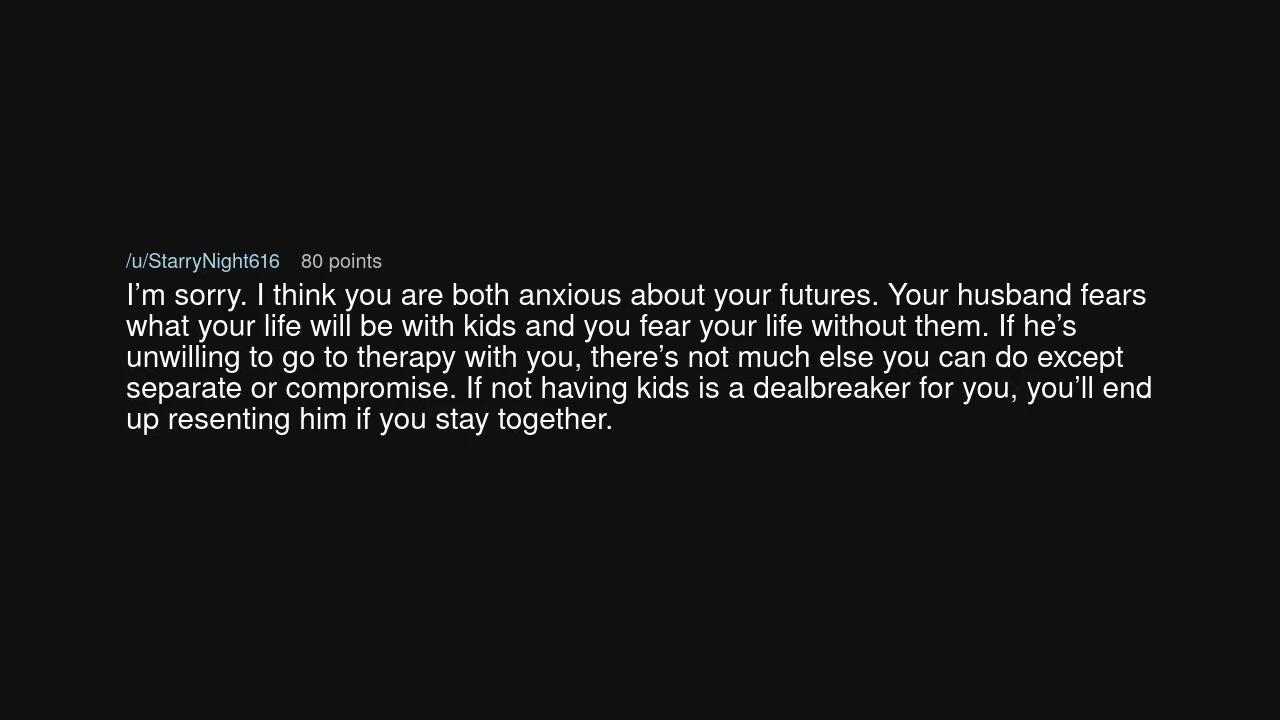 /u/StarryNight616 80 points
I’m sorry. I think you are both anxious about your futures. Your husband fears
what your life will be with kids and you fear your life without them. If he’s
unwilling to go to therapy with you, there’s not much else you can do except
separate or compromise. If not having kids is a dealbreaker for you, you’ll end
up resenting him if you stay together.